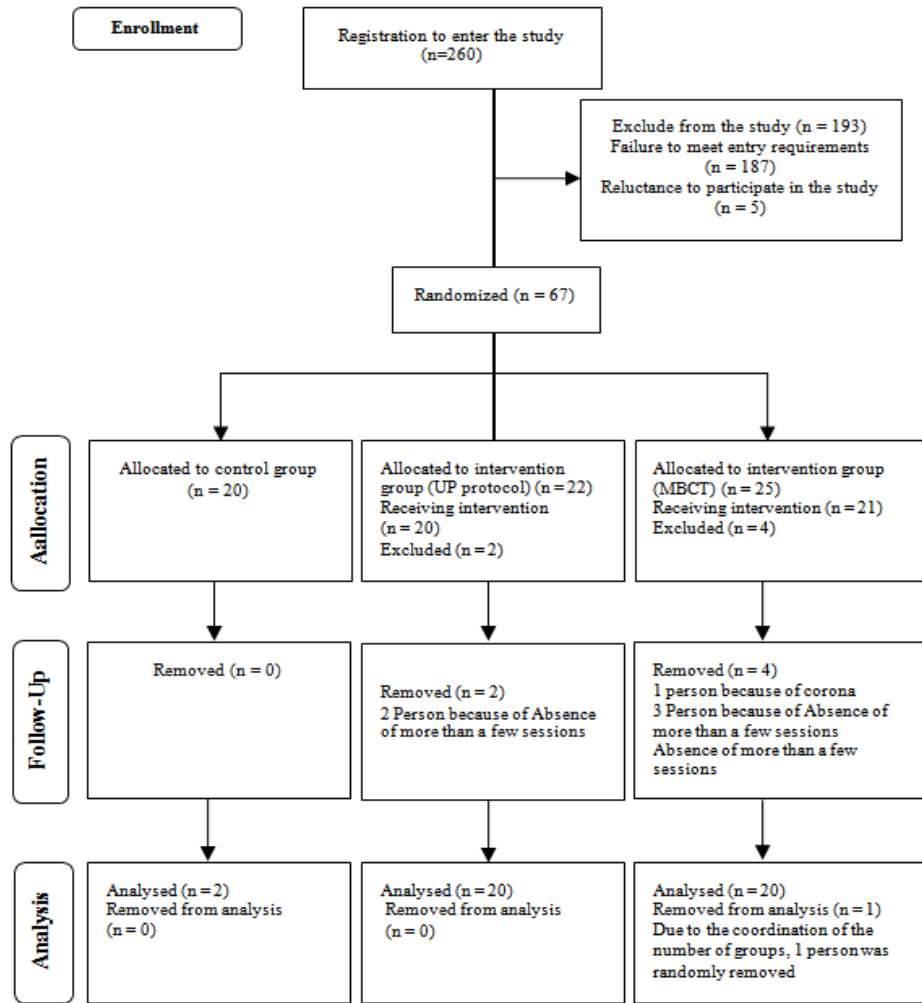 Enrollment
Registration to enter the study
(n=260)
Exclude from the study (n = 193)
Failure to meet entry requirements
(n = 187)
Reluctance to participate in the study
(n = 5)
Randomized (n = 67)
Aallocation
Allocated to control group
(n = 20)
Allocated to intervention
group (UP protocol) (n = 22)
Receiving intervention
(n = 20)
Excluded (n = 2)
Allocated to intervention group
(MBCT) (n = 25)
Receiving intervention (n = 21)
Excluded (n = 4)
Follow-Up
Removed (n = 0)
Removed (n = 2)
2 Person because of Absence
of more than a few sessions
Removed (n = 4)
1 person because of corona
3 Person because of Absence of
more than a few sessions
Absence of more than a few
sessions
Analysis
Analysed (n = 2)
Removed from analysis
(n = 0)
Analysed (n = 20)
Removed from analysis
(n = 0)
Analysed (n = 20)
Removed from analysis (n = 1)
Due to the coordination of the
number of groups, 1 person was
randomly removed